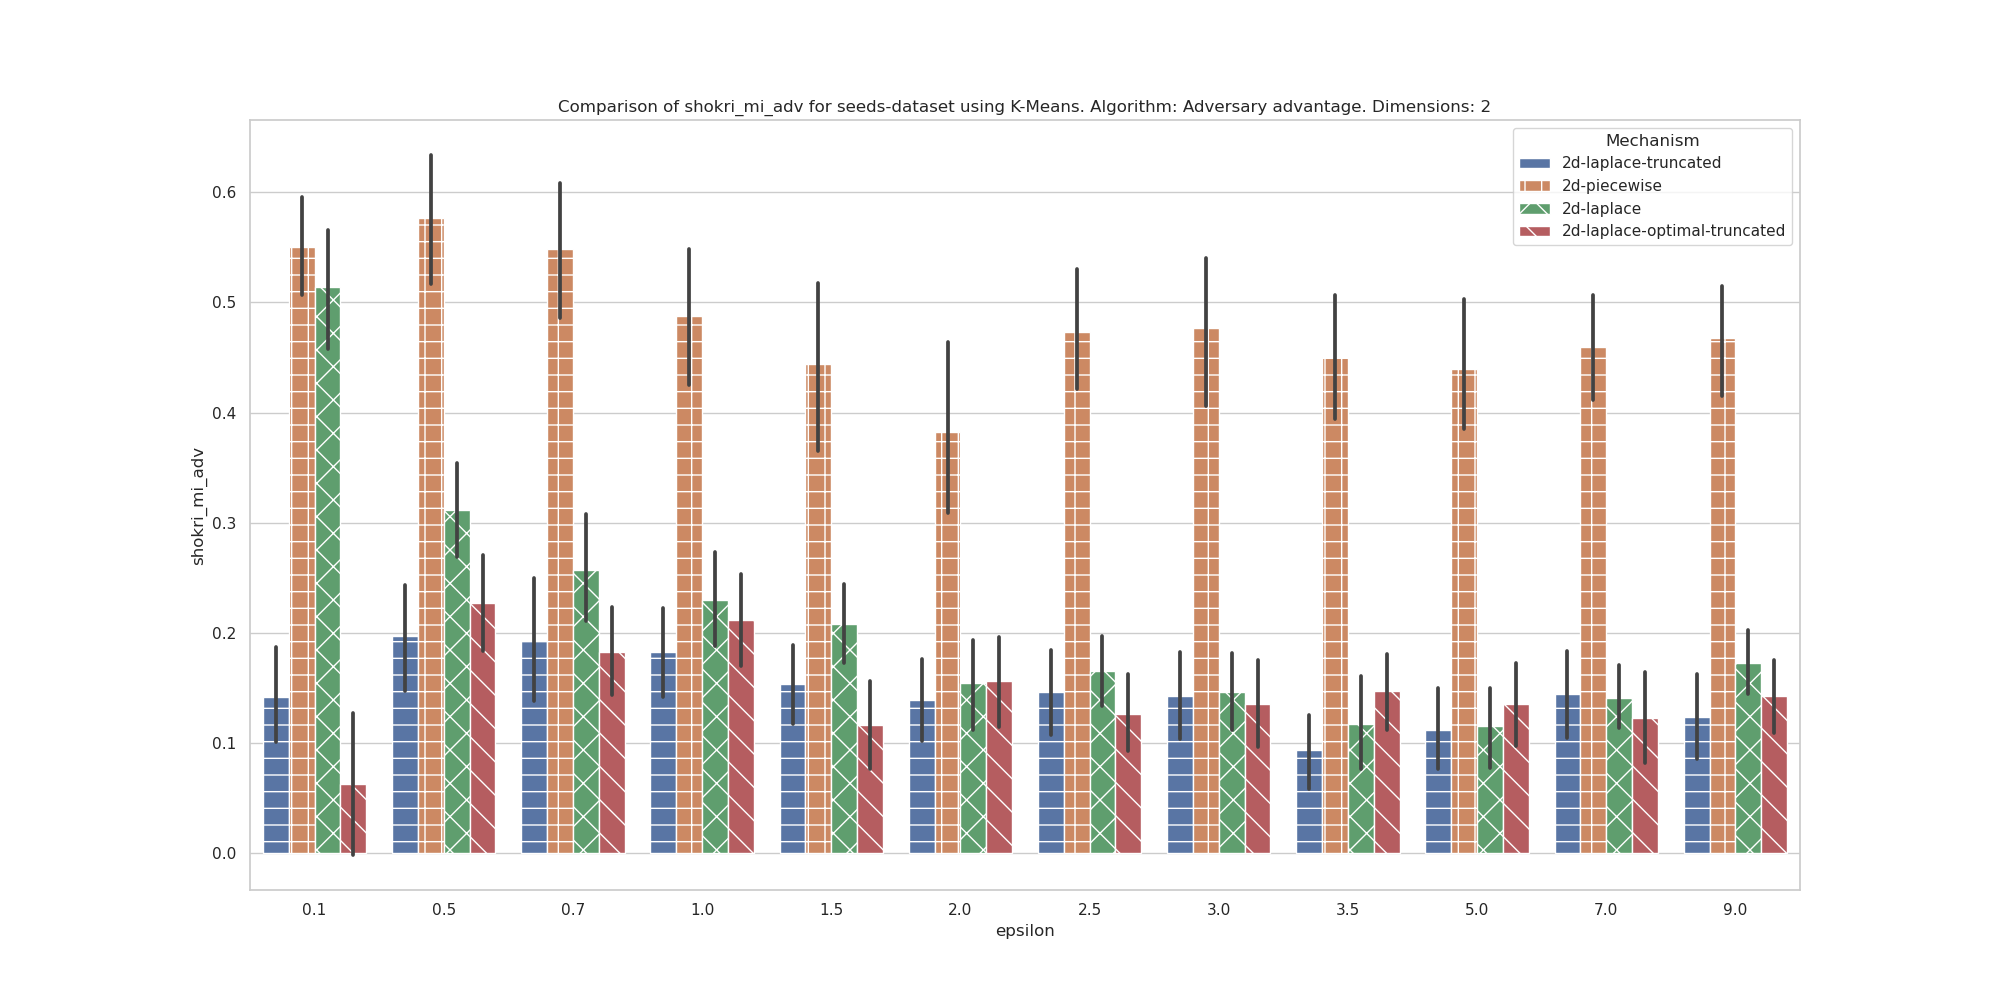 Comparison of shokri_mi_adv for seeds-dataset using K-Means. Algorithm: Adversary advantage. Dimensions: 2
Mechanism
2d-laplace-truncated
2d-piecewise
2d-laplace
2d-laplace-optimal-truncated
shokri_mi_adv
0.6
0.5
0.4
0.3
0.2
0.1
0.0
0.1 0.5 0.7 1.0 1.5 2.0 2.5 3.0 3.5 5.0 7.0 9.0
epsilon